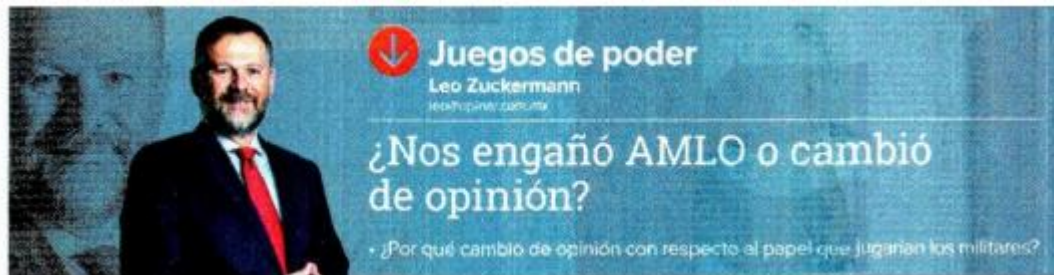 Juegos de poder
Leo Zuckermann
¿Nos engañó AMLO o cambió
de opinión?
• ¿Por qué cambio de opinión con respecto al papel que jugarían los militares?